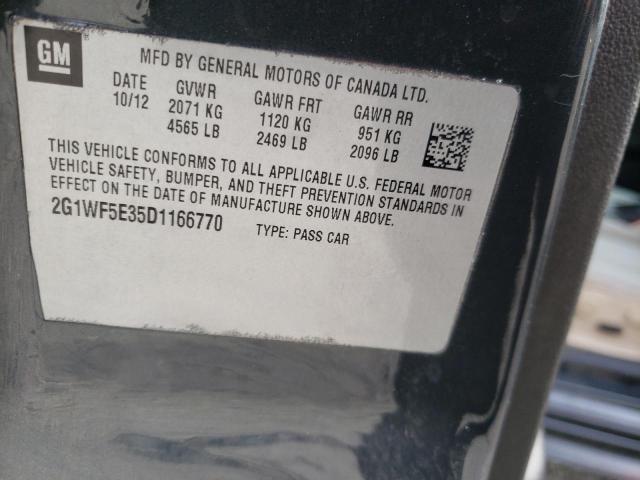 GM
MFD BY GENERAL MOTORS OF CANADA LTD.
DATE GVWR GAWR FRT GAWR RR
10/12 2071 KG 1120 KG 951 KG
4565 LB 2469 LB 2096 LB
THIS VEHICLE CONFORMS TO ALL APPLICABLE U.S. FEDERAL MOTOR
VEHICLE SAFETY, BUMPER, AND THEFT PREVENTION STANDARDS IN
EFFECT ON THE DATE OF MANUFACTURE SHOWN ABOVE.
2G1WF5E35D1166770 TYPE: PASS CAR